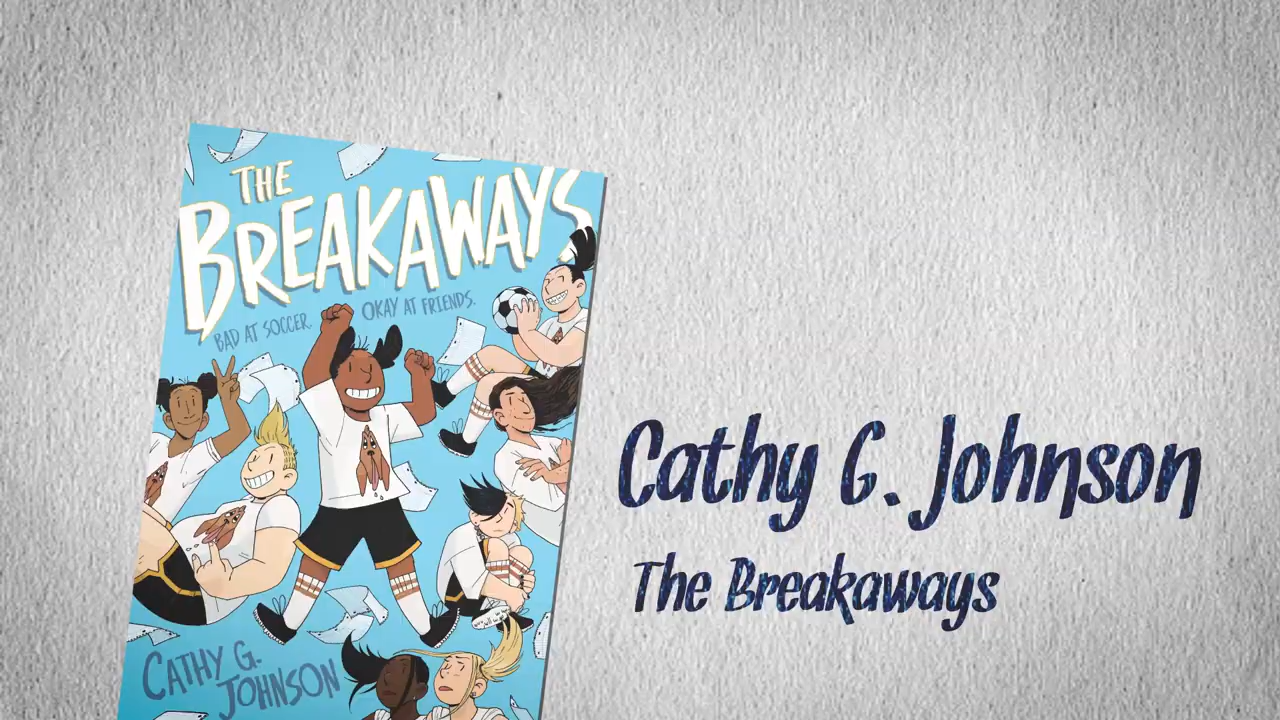 THE
BREAKAWAYS
BAD AT SOCCER. OKAY AT FRIENDS.
CATHY G.
JOHNSON
Cathy G. Johnson
The Breakaways